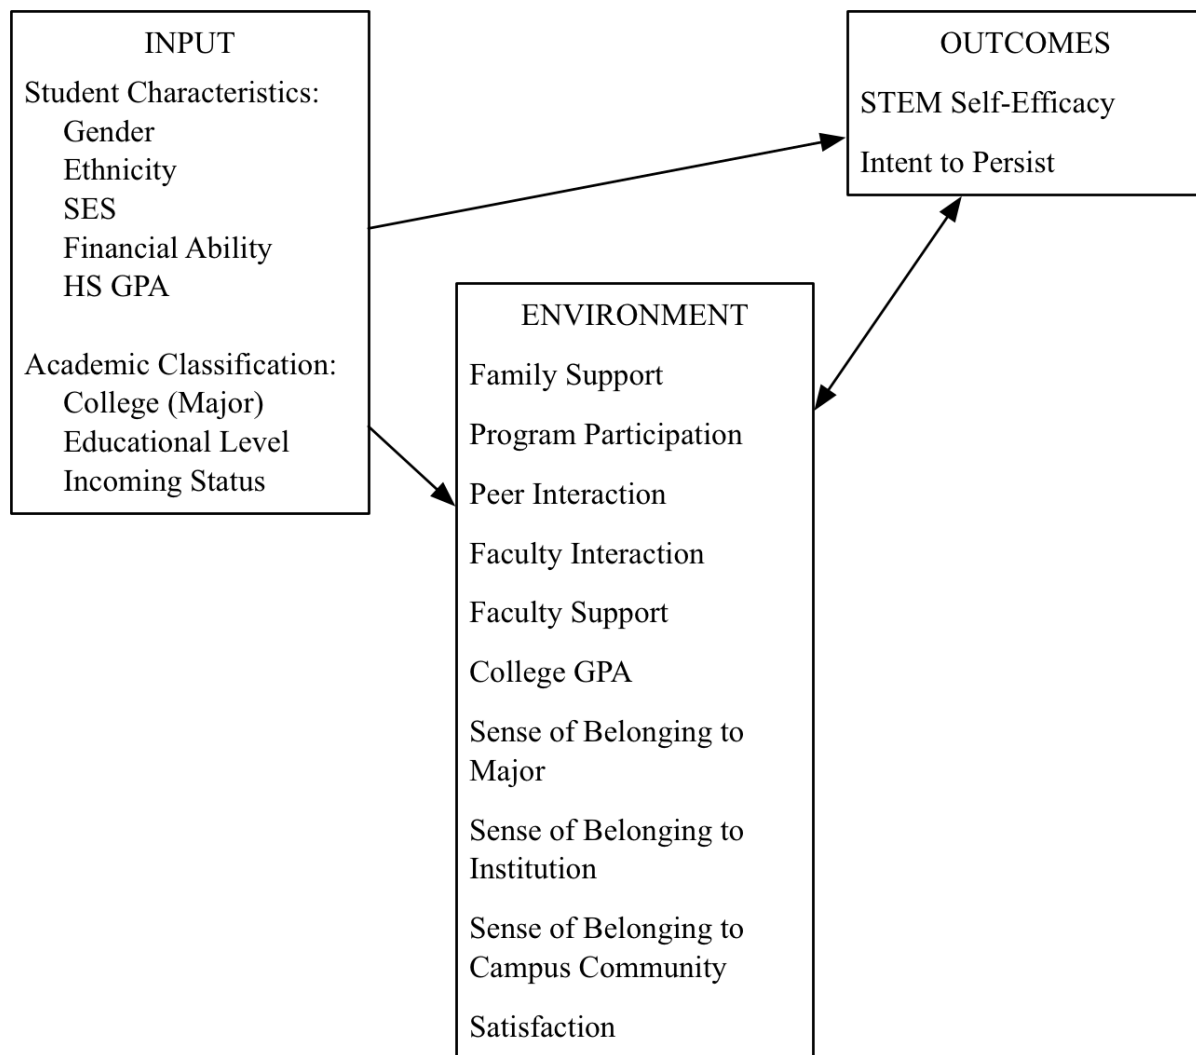 INPUT
Student Characteristics:
Gender
Ethnicity
SES
Financial Ability
HS GPA
Academic Classification:
College (Major)
Educational Level
Incoming Status
OUTCOMES
STEM Self-Efficacy
Intent to Persist
ENVIRONMENT
Family Support
Program Participation
Peer Interaction
Faculty Interaction
Faculty Support
College GPA
Sense of Belonging to
Major
Sense of Belonging to
Institution
Sense of Belonging to
Campus Community
Satisfaction